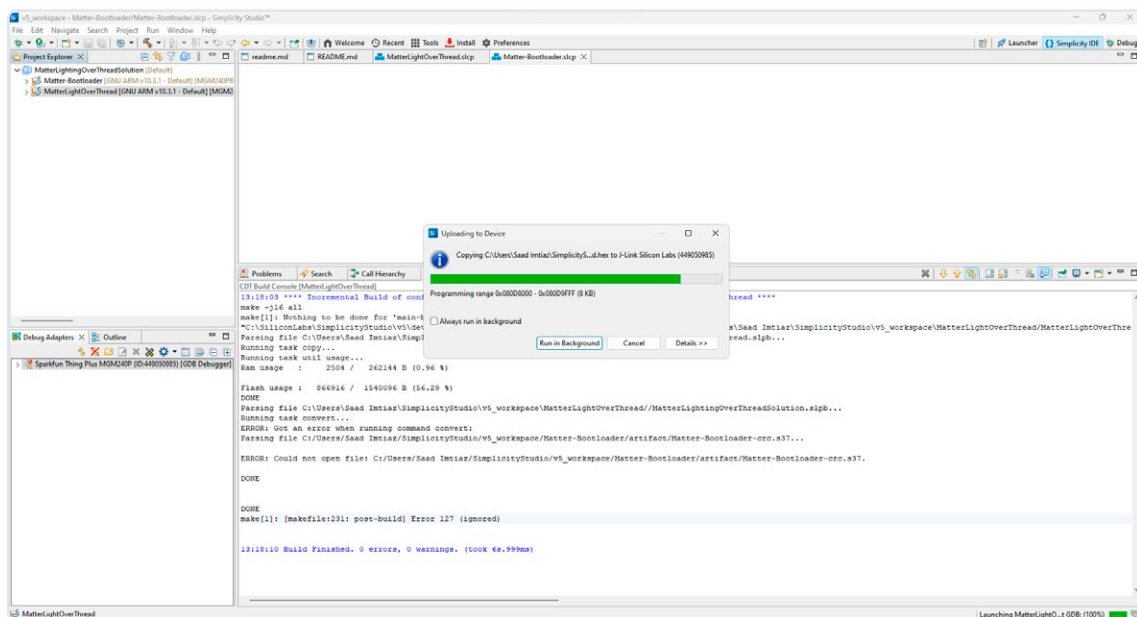 v5_workspace - Matter-Bootloader/Matter-Bootloader.slcp - Simplicity Studio™
File Edit Navigate Search Project Run Window Help
Welcome Recent Tools Install Preferences
Launcher {} Simplicity IDE Debug
Project Explorer
readme.md README.md MatterLightOverThread.slcp Matter-Bootloader.slcp
MatterLightingOverThreadSolution [Default]
Matter-Bootloader [GNU ARM v10.3.1 - Default] [MGM240PB
MatterLightOverThread [GNU ARM v10.3.1 - Default] [MGM2
Uploading to Device
Copying C:\Users\Saad Imtiaz\SimplicityS...d.hex to J-Link Silicon Labs (449050985)
Programming range 0x080D8000 - 0x080D9FFF (8 KB)
Always run in background
Run in Background Cancel Details >>
Problems Search Call Hierarchy
CDT Build Console [MatterLightOverThread]
13:18:03 **** Incremental Build of conf
hread ****
make -j16 all
make[1]: Nothing to be done for 'main-b
"C:\SiliconLabs\SimplicityStudio\v5\de
s\Saad Imtiaz\SimplicityStudio\v5_workspace\MatterLightOverThread/MatterLightOverThre
Parsing file C:\Users\Saad Imtiaz\Simpl
read.slpb...
Running task copy...
Running task util usage...
Ram usage : 2504 / 262144 B (0.96 %)
Flash usage : 866916 / 1540096 B (56.29 %)
DONE
Parsing file C:\Users\Saad Imtiaz\SimplicityStudio\v5_workspace\MatterLightOverThread//MatterLightingOverThreadSolution.slpb...
Running task convert...
ERROR: Got an error when running command convert:
Parsing file C:/Users/Saad Imtiaz/SimplicityStudio/v5_workspace/Matter-Bootloader/artifact/Matter-Bootloader-crc.s37...
ERROR: Could not open file: C:/Users/Saad Imtiaz/SimplicityStudio/v5_workspace/Matter-Bootloader/artifact/Matter-Bootloader-crc.s37.
DONE
DONE
make[1]: [makefile:231: post-build] Error 127 (ignored)
13:18:10 Build Finished. 0 errors, 0 warnings. (took 6s.999ms)
Debug Adapters Outline
Sparkfun Thing Plus MGM240P (ID:449050985) [GDB Debugger]
MatterLightOverThread
Launching MatterLightO...t GDB: (100%)